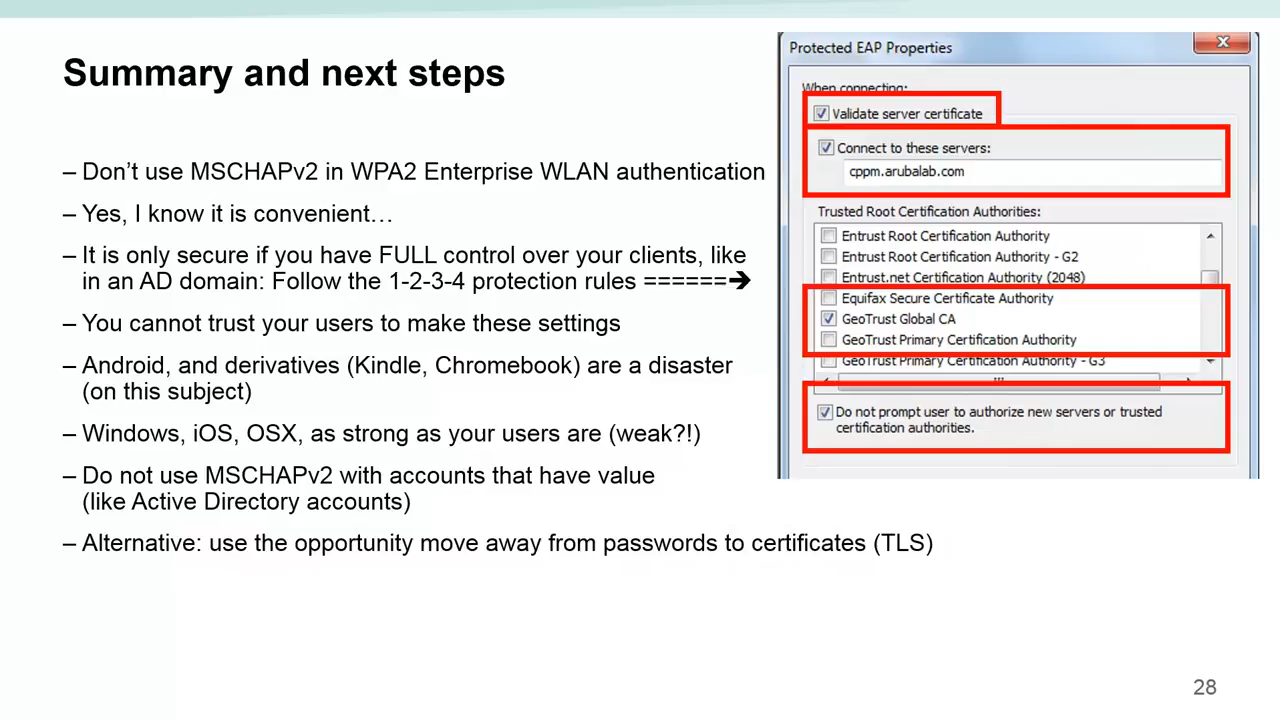 Summary and next steps
– Don’t use MSCHAPv2 in WPA2 Enterprise WLAN authentication
– Yes, I know it is convenient…
– It is only secure if you have FULL control over your clients, like
in an AD domain: Follow the 1-2-3-4 protection rules ======➔
– You cannot trust your users to make these settings
– Android, and derivatives (Kindle, Chromebook) are a disaster
(on this subject)
– Windows, iOS, OSX, as strong as your users are (weak?!)
– Do not use MSCHAPv2 with accounts that have value
(like Active Directory accounts)
– Alternative: use the opportunity move away from passwords to certificates (TLS)
Protected EAP Properties
When connecting:
Validate server certificate
Connect to these servers:
cppm.arubalab.com
Trusted Root Certification Authorities:
Entrust Root Certification Authority
Entrust Root Certification Authority - G2
Entrust.net Certification Authority (2048)
Equifax Secure Certificate Authority
GeoTrust Global CA
GeoTrust Primary Certification Authority
GeoTrust Primary Certification Authority - G3
Do not prompt user to authorize new servers or trusted
certification authorities.
28